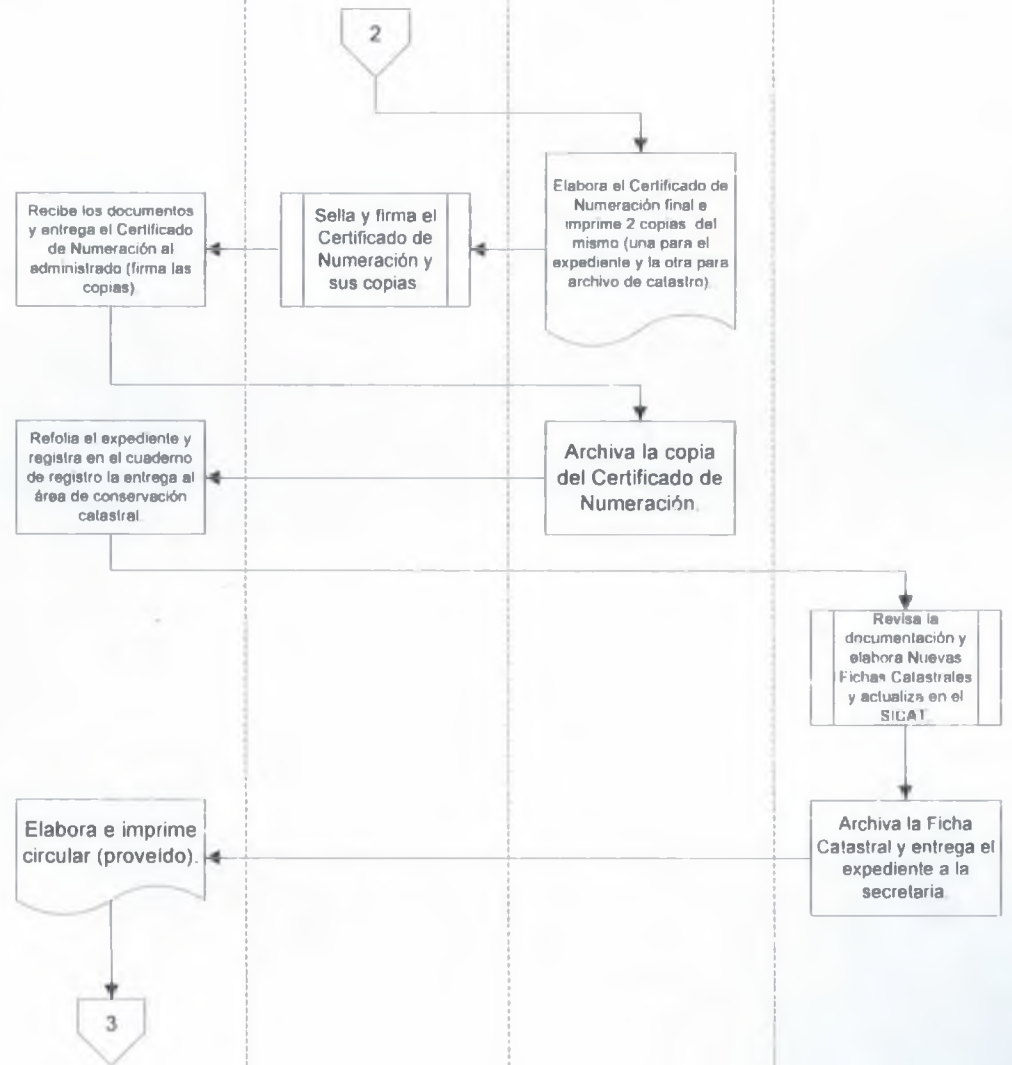 2
Elabora el Certificado de
Numeración final e
imprime 2 copias del
mismo (una para el
expediente y la otra para
archivo de catastro).
Sella y firma el
Certificado de
Numeración y
sus copias
Recibe los documentos
y entrega el Certificado
de Numeración al
administrado (firma las
copias)
Archiva la copia
del Certificado de
Numeración.
Refolia el expediente y
registra en el cuaderno
de registro la entrega al
área de conservación
catastral.
Revisa la
documentación y
elabora Nuevas
Fichas Catastrales
y actualiza en el
SICAT.
Archiva la Ficha
Catastral y entrega el
expediente a la
secretaria.
Elabora e imprime
circular (proveído).
3